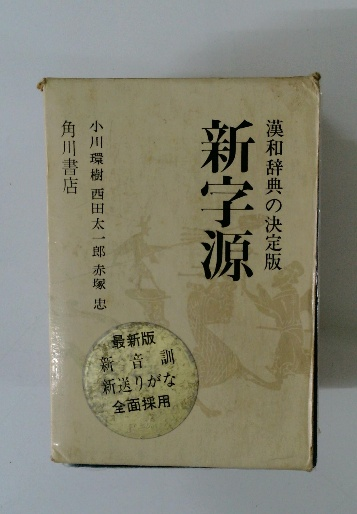 漢和辞典の決定版
新字源
小川環樹 西田太一郎 赤塚 忠
角川書店
最新版
新音訓
新送りがな
全面採用